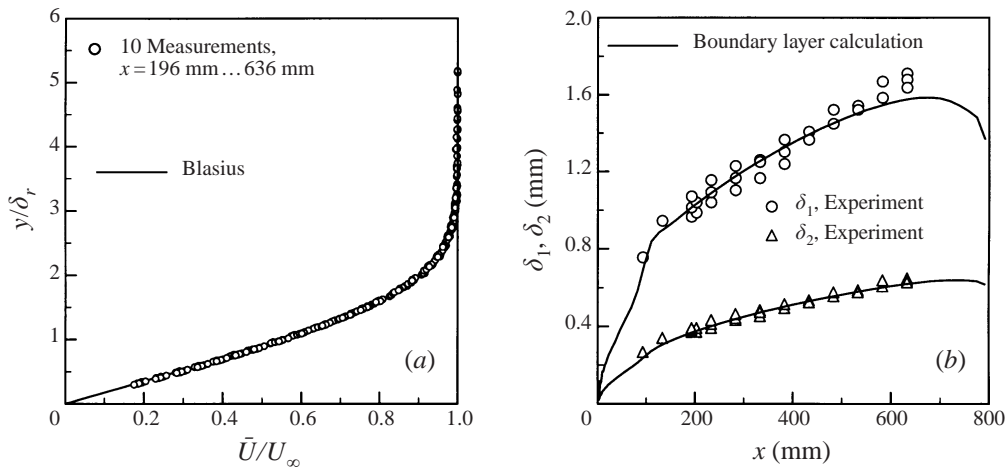 6
5
4
3
2
1
y/δr
10 Measurements,
x = 196 mm … 636 mm
Blasius
(a)
0.2
0.4
0.6
0.8
1.0
Ū/U∞
2.0
1.6
1.2
0.8
0.4
δ1, δ2 (mm)
Boundary layer calculation
δ1, Experiment
δ2, Experiment
(b)
0
200
400
600
800
x (mm)